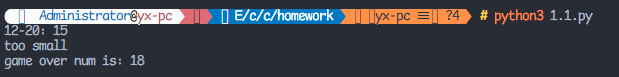 Administrator@yx-pc E/c/c/homework yx-pc ≡ ?4 # python3 1.1.py
12-20: 15
too small
game over num is: 18